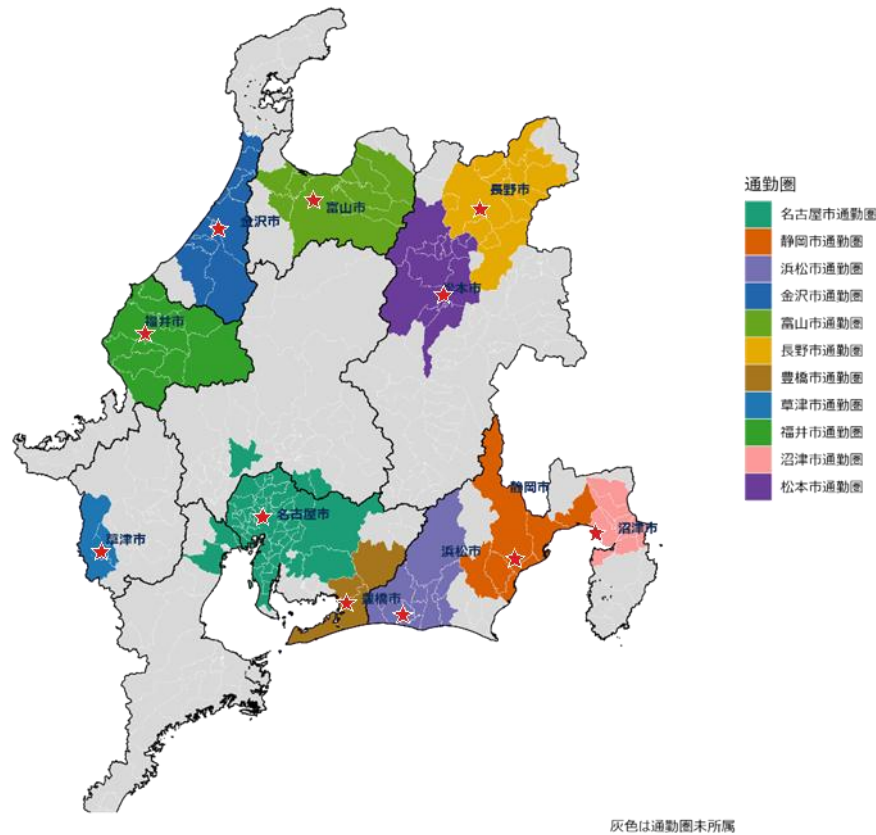 長野市
金沢市
富山市
松本市
福井市
静岡市
名古屋市
沼津市
草津市
浜松市
豊橋市
通勤圏
名古屋市通勤圏
静岡市通勤圏
浜松市通勤圏
金沢市通勤圏
富山市通勤圏
長野市通勤圏
豊橋市通勤圏
草津市通勤圏
福井市通勤圏
沼津市通勤圏
松本市通勤圏
灰色は通勤圏未所属